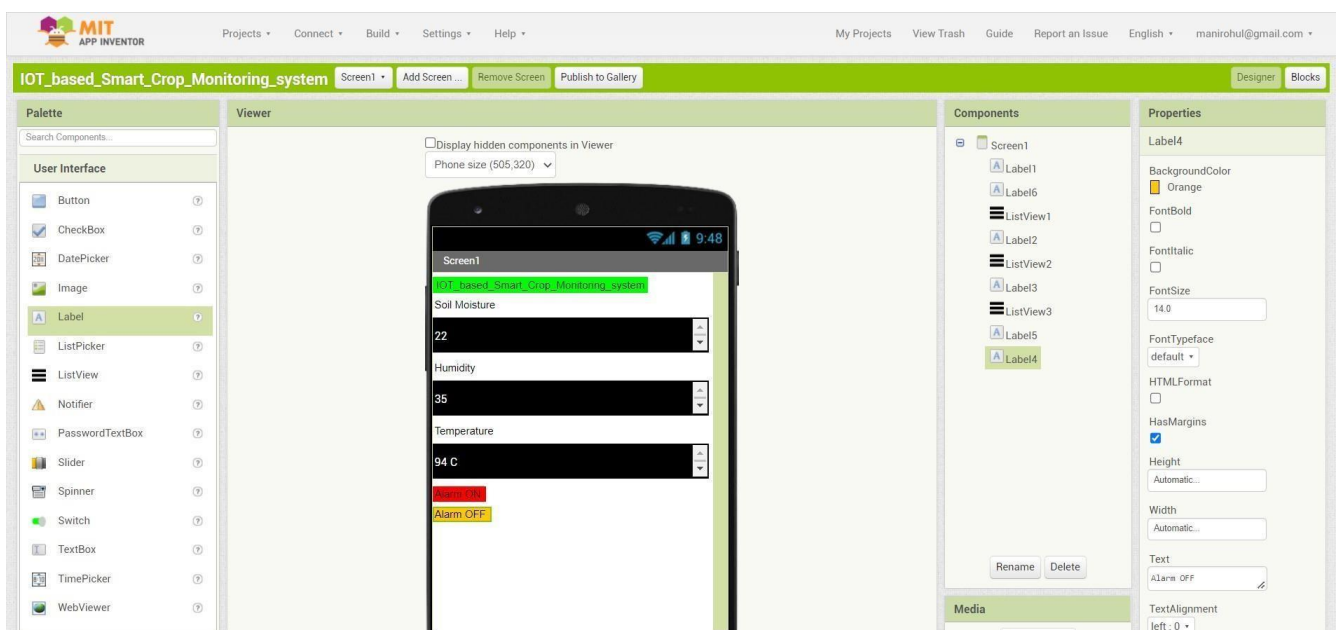 MIT
APP INVENTOR
Projects Connect Build Settings Help My Projects View Trash Guide Report an Issue English manirohul@gmail.com
IOT_based_Smart_Crop_Monitoring_system Screen1 Add Screen ... Remove Screen Publish to Gallery Designer Blocks
Palette
Search Components...
User Interface
Button
CheckBox
DatePicker
Image
Label
ListPicker
ListView
Notifier
PasswordTextBox
Slider
Spinner
Switch
TextBox
TimePicker
WebViewer
Viewer
Display hidden components in Viewer
Phone size (505,320)
9:48
Screen1
IOT_based_Smart_Crop_Monitoring_system
Soil Moisture
22
Humidity
35
Temperature
94 C
Alarm ON
Alarm OFF
Components
Screen1
Label1
Label6
ListView1
Label2
ListView2
Label3
ListView3
Label5
Label4
Rename Delete
Media
Properties
Label4
BackgroundColor
Orange
FontBold
FontItalic
FontSize
14.0
FontTypeface
default
HTMLFormat
HasMargins
Height
Automatic...
Width
Automatic...
Text
Alarm OFF
TextAlignment
left : 0